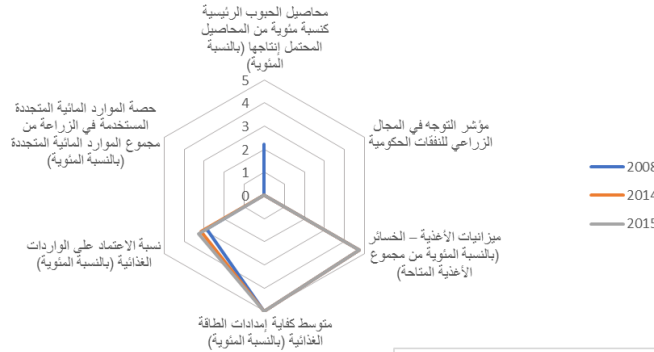 محاصيل الحبوب الرئيسية
كنسبة مئوية من المحاصيل
المحتمل إنتاجها (بالنسبة
المئوية)
5
4
3
2
1
0
مؤشر التوجه في المجال
الزراعي للنفقات الحكومية
ميزانيات الأغذية – الخسائر
(بالنسبة المئوية من مجموع
الأغذية المتاحة)
متوسط كفاية إمدادات الطاقة
الغذائية (بالنسبة المئوية)
نسبة الاعتماد على الواردات
الغذائية (بالنسبة المئوية)
حصة الموارد المائية المتجددة
المستخدمة في الزراعة من
مجموع الموارد المائية المتجددة
(بالنسبة المئوية)
2008
2014
2015